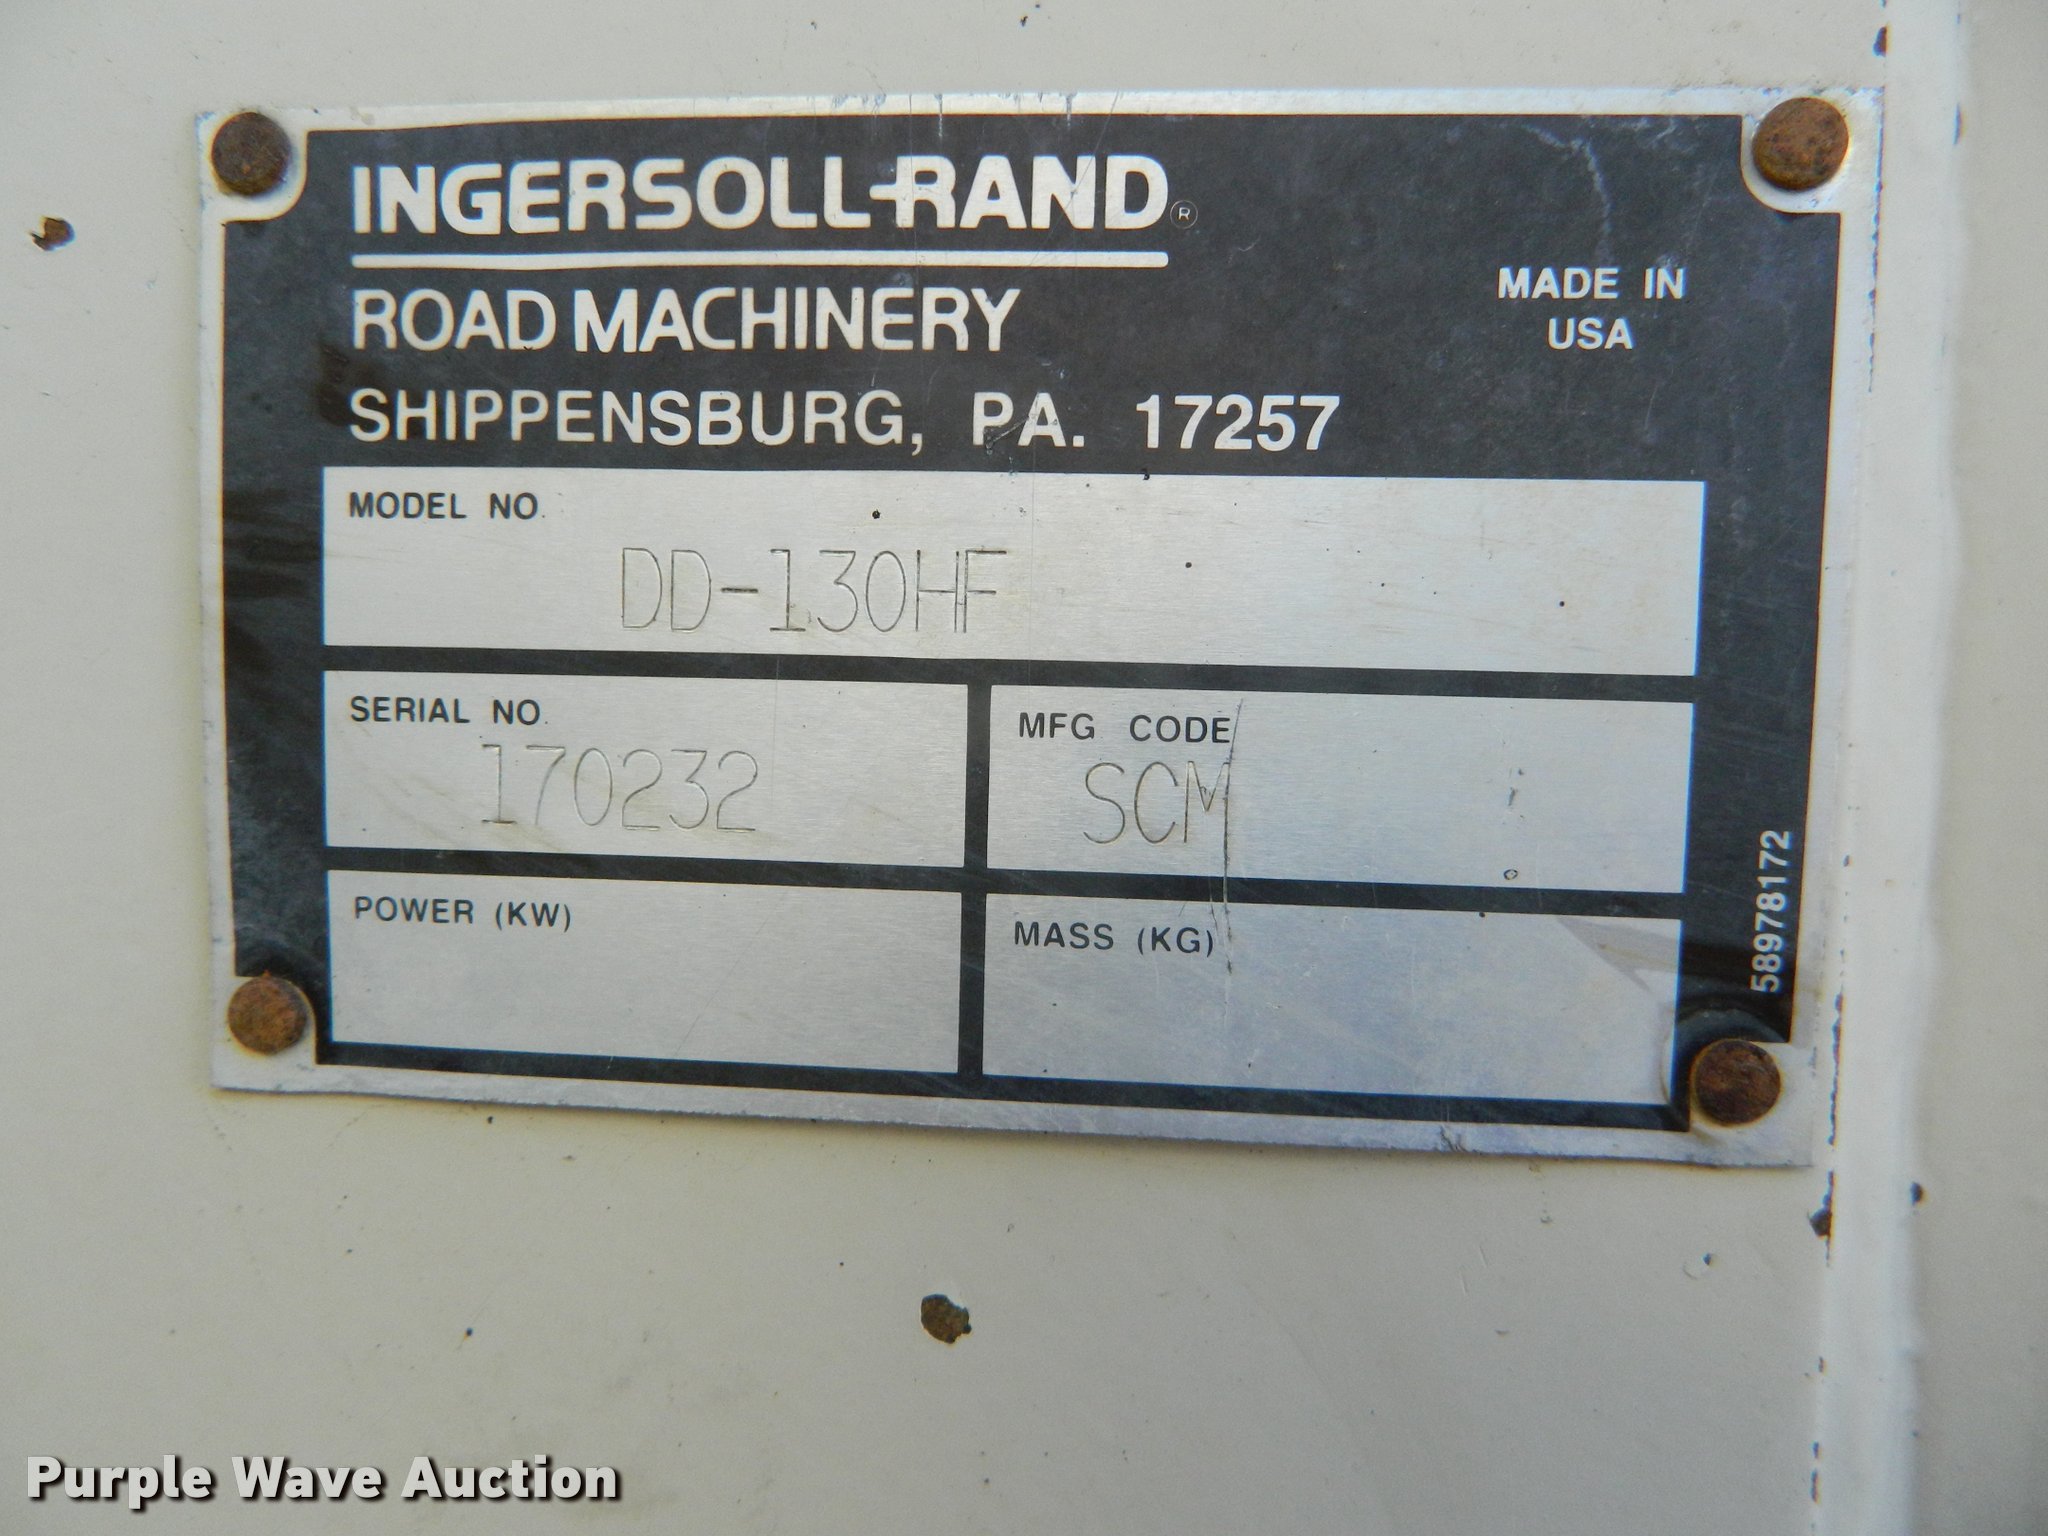 INGERSOLL-RAND®
ROAD MACHINERY
MADE IN
USA
SHIPPENSBURG, PA. 17257
MODEL NO.
DD-130HF
SERIAL NO.
170232
MFG CODE
SCM
POWER (KW)
MASS (KG)
58978172
Purple Wave Auction